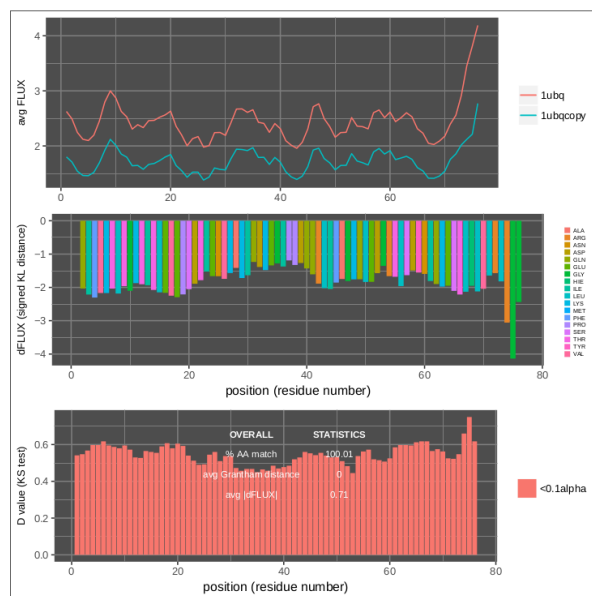 avg FLUX
4
3
2
0 20 40 60 80
1ubq
1ubqcopy
dFLUX (signed KL distance)
0
−1
−2
−3
−4
0 20 40 60 80
position (residue number)
ALA
ARG
ASN
ASP
GLN
GLU
GLY
HIE
ILE
LEU
LYS
MET
PHE
PRO
SER
THR
TYR
VAL
D value (KS test)
0.6
0.4
0.2
0.0
OVERALL STATISTICS
% AA match 100.01
avg Grantham distance 0
avg |dFLUX| 0.71
0 20 40 60 80
position (residue number)
<0.1alpha